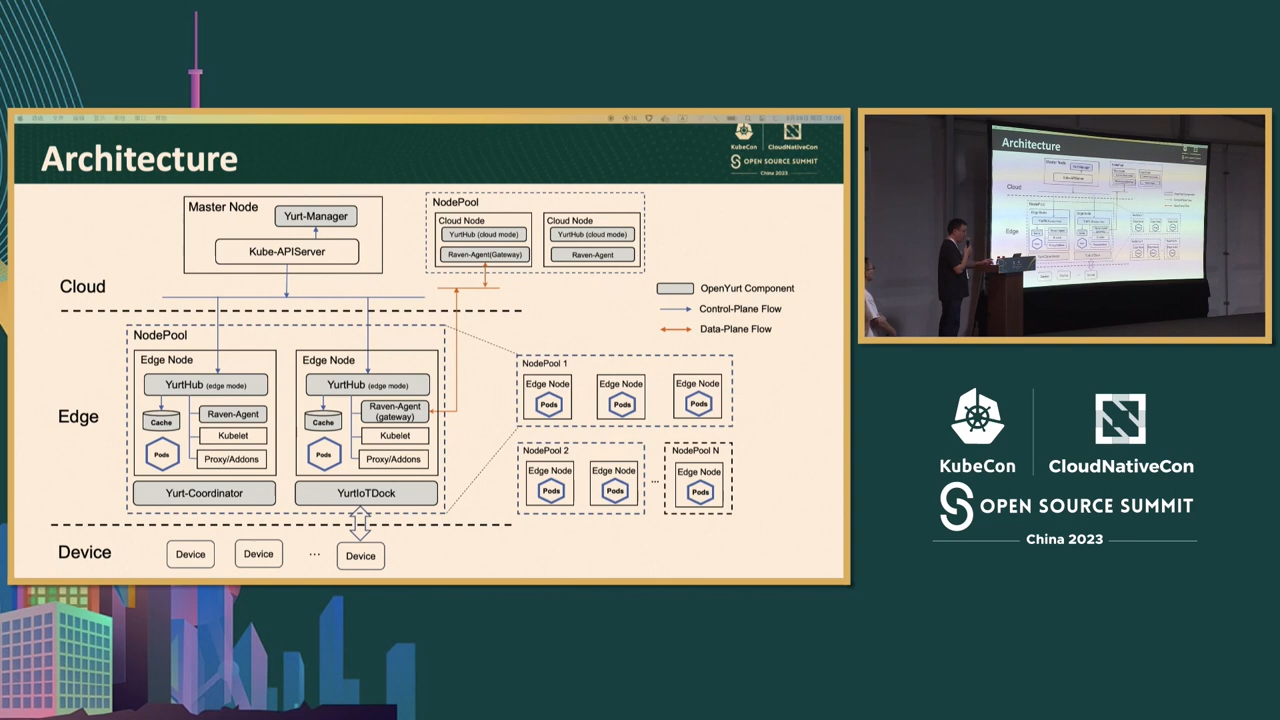 Architecture
KubeCon
CloudNativeCon
OPEN SOURCE SUMMIT
China 2023
Master Node
Yurt-Manager
Kube-APIServer
NodePool
Cloud Node
YurtHub (cloud mode)
Raven-Agent(Gateway)
Cloud Node
YurtHub (cloud mode)
Raven-Agent
Cloud
OpenYurt Component
Control-Plane Flow
Data-Plane Flow
NodePool
Edge Node
YurtHub (edge mode)
Cache
Raven-Agent
Kubelet
Pods
Proxy/Addons
Edge Node
YurtHub (edge mode)
Cache
Raven-Agent
(gateway)
Kubelet
Pods
Proxy/Addons
Yurt-Coordinator
YurtIoTDock
Edge
NodePool 1
Edge Node
Pods
Edge Node
Pods
Edge Node
Pods
NodePool 2
Edge Node
Pods
Edge Node
Pods
...
NodePool N
Edge Node
Pods
Device
Device
Device
...
Device
Architecture
Master Node
Cloud
Edge
KubeCon
CloudNativeCon
OPEN SOURCE SUMMIT
China 2023